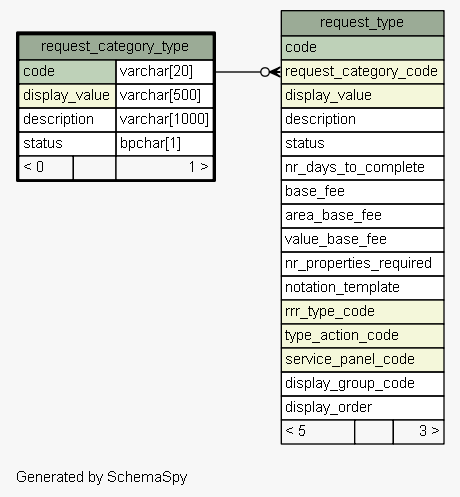 request_category_type
code varchar[20]
display_value varchar[500]
description varchar[1000]
status bpchar[1]
< 0 1 >
request_type
code
request_category_code
display_value
description
status
nr_days_to_complete
base_fee
area_base_fee
value_base_fee
nr_properties_required
notation_template
rrr_type_code
type_action_code
service_panel_code
display_group_code
display_order
< 5 3 >
Generated by SchemaSpy